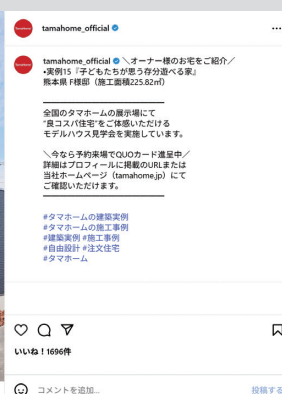 tamahome_official
tamahome_official ＼オーナー様のお宅をご紹介／
▪実例15『子どもたちが思う存分遊べる家』
熊本県 F様邸（施工面積225.82㎡）
全国のタマホームの展示場にて
“良コスパ住宅”をご体感いただける
モデルハウス見学会を実施しています。
＼今なら予約来場でQUOカード進呈中／
詳細はプロフィールに掲載のURLまたは
当社ホームページ（tamahome.jp）にて
ご確認いただけます。
#タマホームの建築実例
#タマホームの施工事例
#建築実例 #施工事例
#自由設計 #注文住宅
#タマホーム
いいね！1696件
コメントを追加...
投稿する